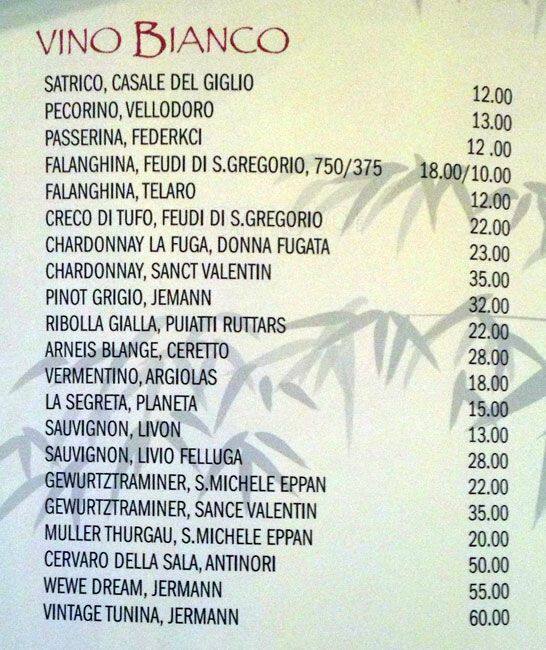 VINO BIANCO
SATRICO, CASALE DEL GIGLIO 12.00
PECORINO, VELLODORO 13.00
PASSERINA, FEDERKCI 12 .00
FALANGHINA, FEUDI DI S.GREGORIO, 750/375 18.00/10.00
FALANGHINA, TELARO 12.00
CRECO DI TUFO, FEUDI DI S.GREGORIO 22.00
CHARDONNAY LA FUGA, DONNA FUGATA 23.00
CHARDONNAY, SANCT VALENTIN 35.00
PINOT GRIGIO, JEMANN 32.00
RIBOLLA GIALLA, PUIATTI RUTTARS 22.00
ARNEIS BLANGE, CERETTO 28.00
VERMENTINO, ARGIOLAS 18.00
LA SEGRETA, PLANETA 15.00
SAUVIGNON, LIVON 13.00
SAUVIGNON, LIVIO FELLUGA 28.00
GEWURTZTRAMINER, S.MICHELE EPPAN 22.00
GEWURTZTRAMINER, SANCE VALENTIN 35.00
MULLER THURGAU, S.MICHELE EPPAN 20.00
CERVARO DELLA SALA, ANTINORI 50.00
WEWE DREAM, JERMANN 55.00
VINTAGE TUNINA, JERMANN 60.00